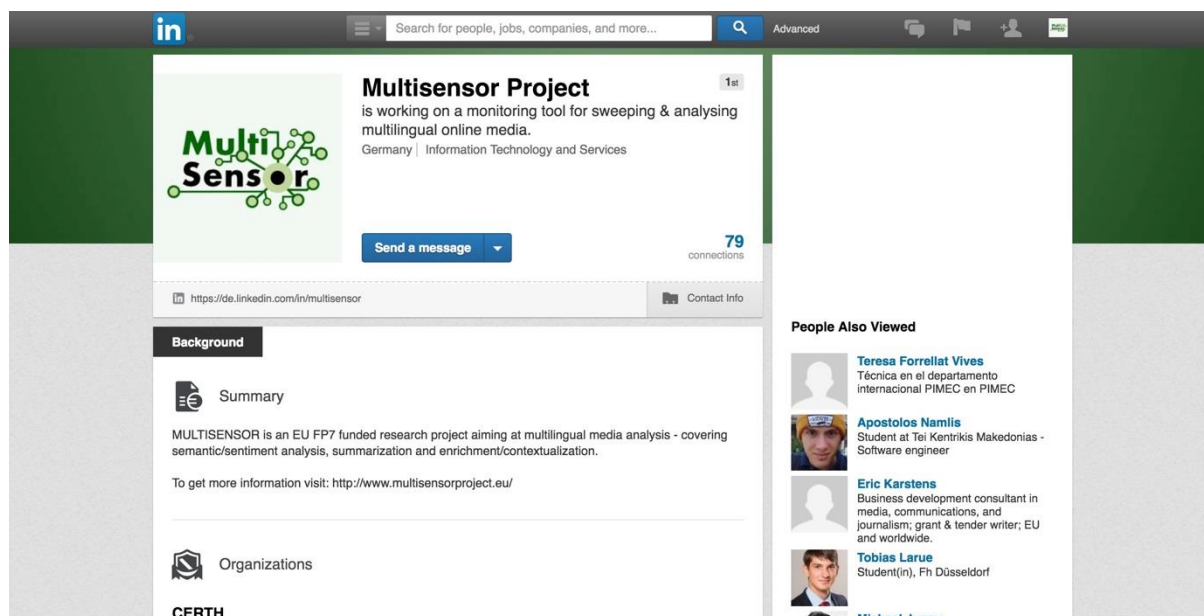 in
Search for people, jobs, companies, and more...
Advanced
Multi
Sensor
Multisensor Project
1st
is working on a monitoring tool for sweeping & analysing
multilingual online media.
Germany | Information Technology and Services
Send a message
79
connections
in https://de.linkedin.com/in/multisensor
Contact Info
Background
Summary
MULTISENSOR is an EU FP7 funded research project aiming at multilingual media analysis - covering
semantic/sentiment analysis, summarization and enrichment/contextualization.
To get more information visit: http://www.multisensorproject.eu/
Organizations
CERTH
People Also Viewed
Teresa Forrellat Vives
Técnica en el departamento
internacional PIMEC en PIMEC
Apostolos Namlis
Student at Tei Kentrikis Makedonias -
Software engineer
Eric Karstens
Business development consultant in
media, communications, and
journalism; grant & tender writer; EU
and worldwide.
Tobias Larue
Student(in), Fh Düsseldorf